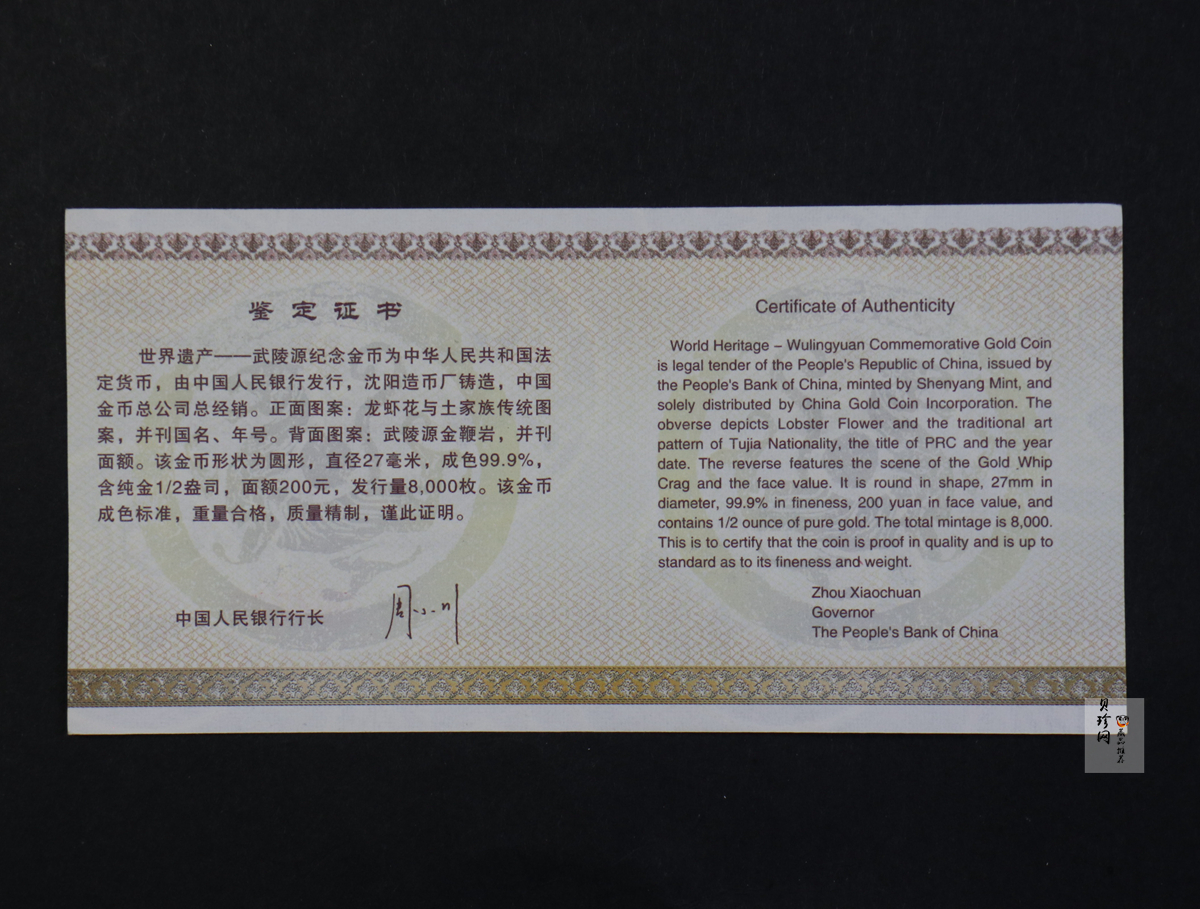 鉴定证书
世界遗产——武陵源纪念金币为中华人民共和国法
定货币，由中国人民银行发行，沈阳造币厂铸造，中国
金币总公司总经销。正面图案：龙虾花与土家族传统图
案，并刊国名、年号。背面图案：武陵源金鞭岩，并刊
面额。该金币形状为圆形，直径27毫米，成色99.9%，
含纯金1/2盎司，面额200元，发行量8,000枚。该金币
成色标准，重量合格，质量精制，谨此证明。
中国人民银行行长
周小川
Certificate of Authenticity
World Heritage – Wulingyuan Commemorative Gold Coin
is legal tender of the People's Republic of China, issued by
the People's Bank of China, minted by Shenyang Mint, and
solely distributed by China Gold Coin Incorporation. The
obverse depicts Lobster Flower and the traditional art
pattern of Tujia Nationality, the title of PRC and the year
date. The reverse features the scene of the Gold Whip
Crag and the face value. It is round in shape, 27mm in
diameter, 99.9% in fineness, 200 yuan in face value, and
contains 1/2 ounce of pure gold. The total mintage is 8,000.
This is to certify that the coin is proof in quality and is up to
standard as to its fineness and weight.
Zhou Xiaochuan
Governor
The People's Bank of China
贝珍网